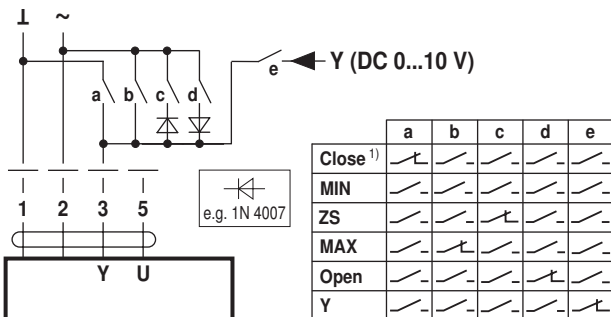 ⊥ ~
e
Y (DC 0...10 V)
a b c d
1 2 3 5
e.g. 1N 4007
Y U
a b c d e
Close 1)
MIN
ZS
MAX
Open
Y